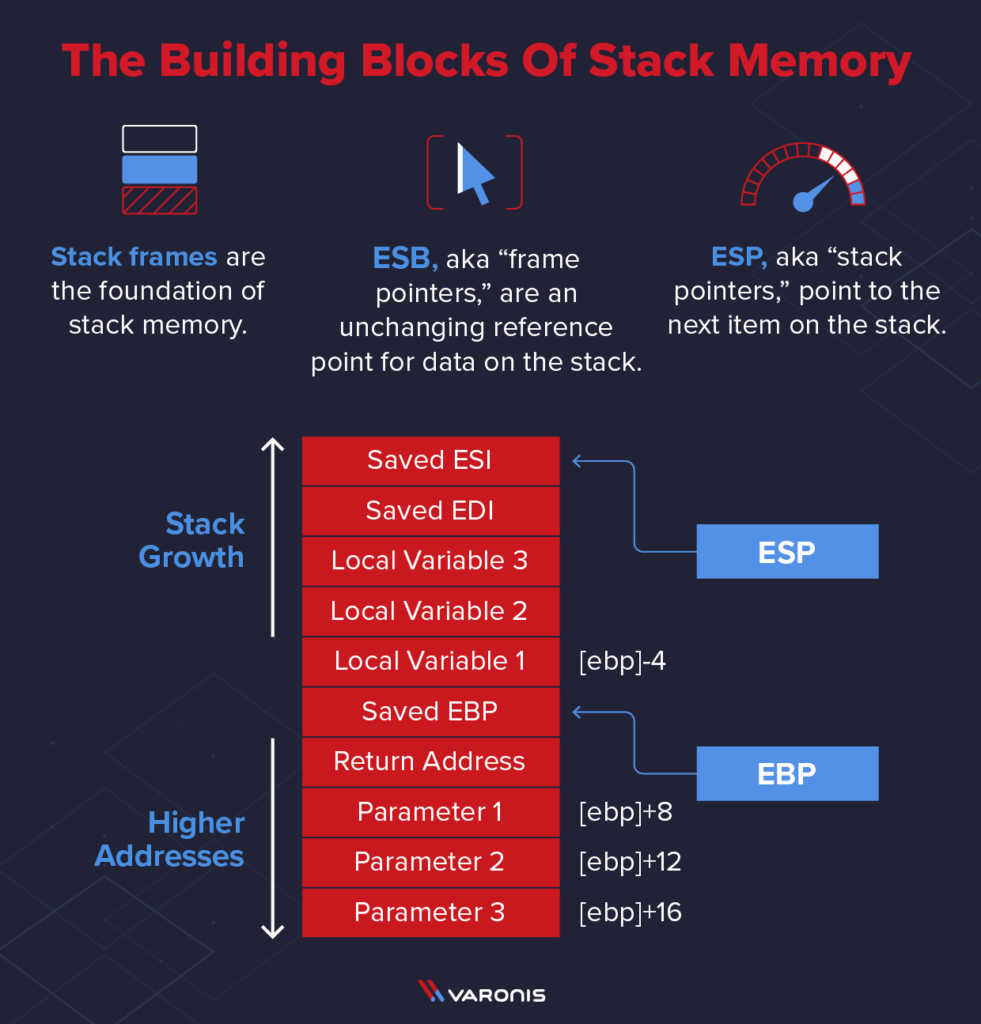 The Building Blocks Of Stack Memory
Stack frames are
the foundation of
stack memory.
ESB, aka “frame
pointers,” are an
unchanging reference
point for data on the stack.
ESP, aka “stack
pointers,” point to the
next item on the stack.
Stack
Growth
Saved ESI
Saved EDI
Local Variable 3
Local Variable 2
Local Variable 1 [ebp]-4
Saved EBP
Return Address
Parameter 1 [ebp]+8
Parameter 2 [ebp]+12
Parameter 3 [ebp]+16
ESP
EBP
Higher
Addresses
VARONIS